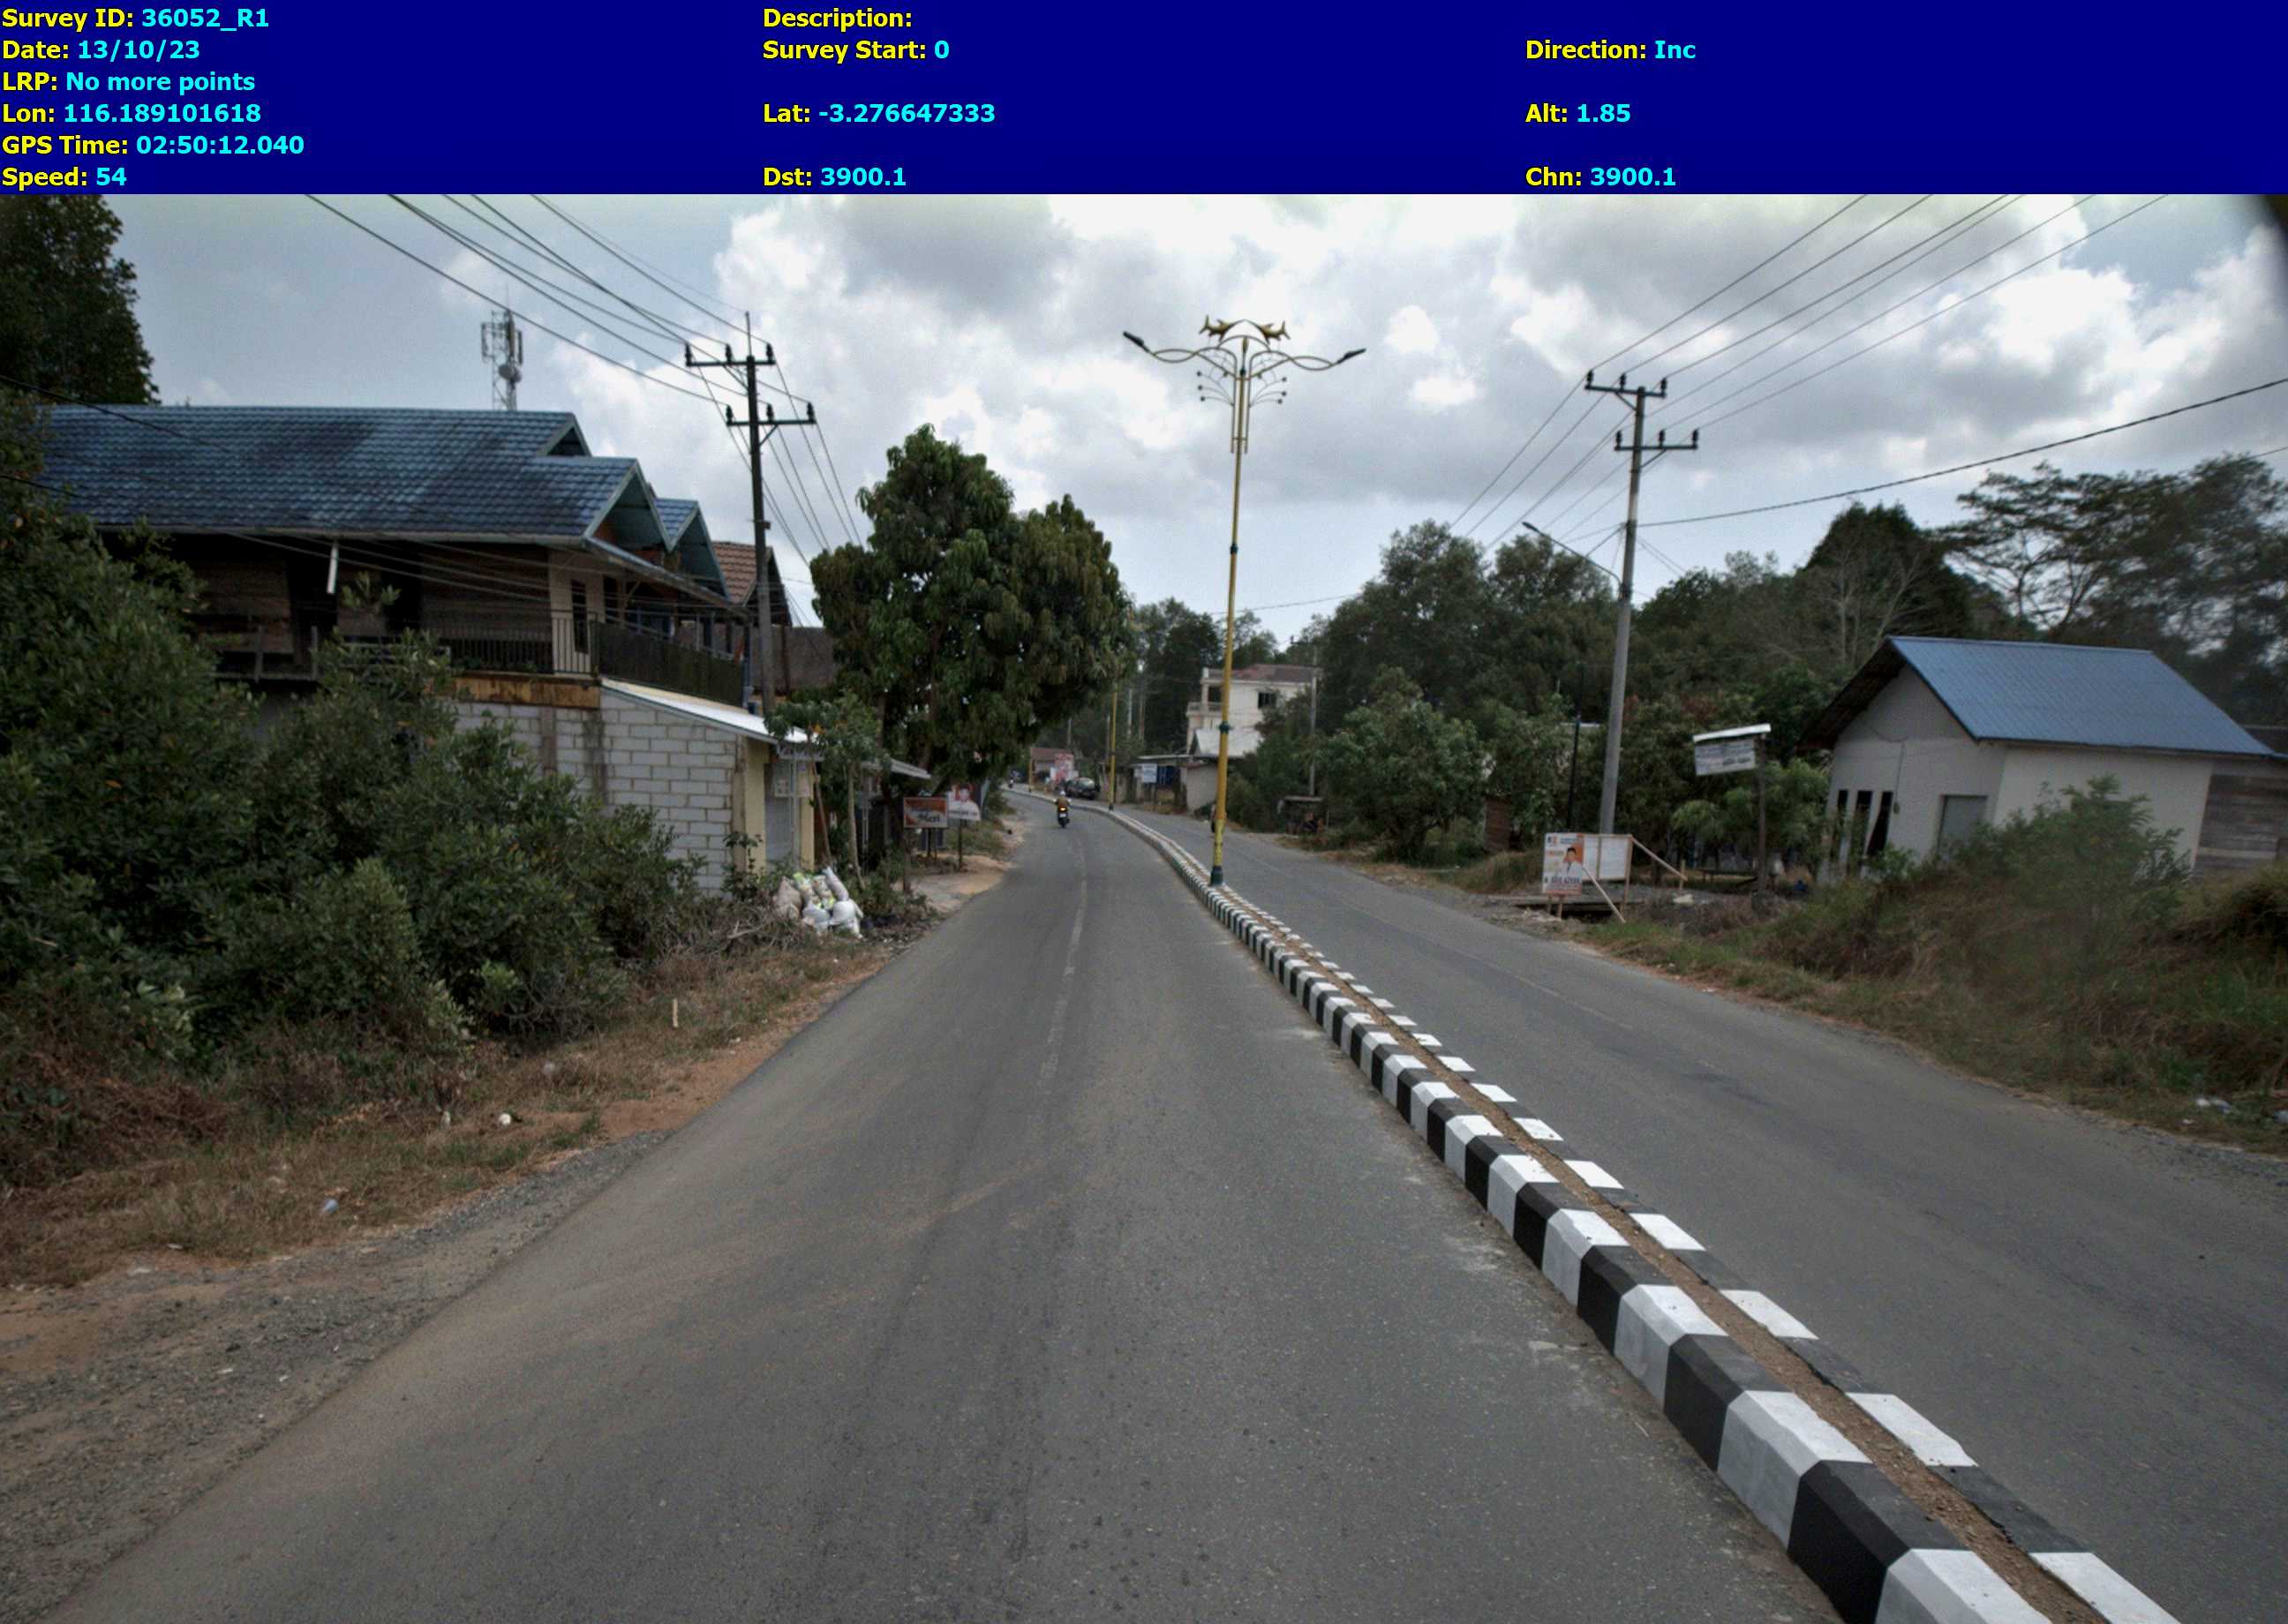 Survey ID: 36052_R1
Description:
Date: 13/10/23
Survey Start: 0
Direction: Inc
LRP: No more points
Lon: 116.189101618
Lat: -3.276647333
Alt: 1.85
GPS Time: 02:50:12.040
Speed: 54
Dst: 3900.1
Chn: 3900.1